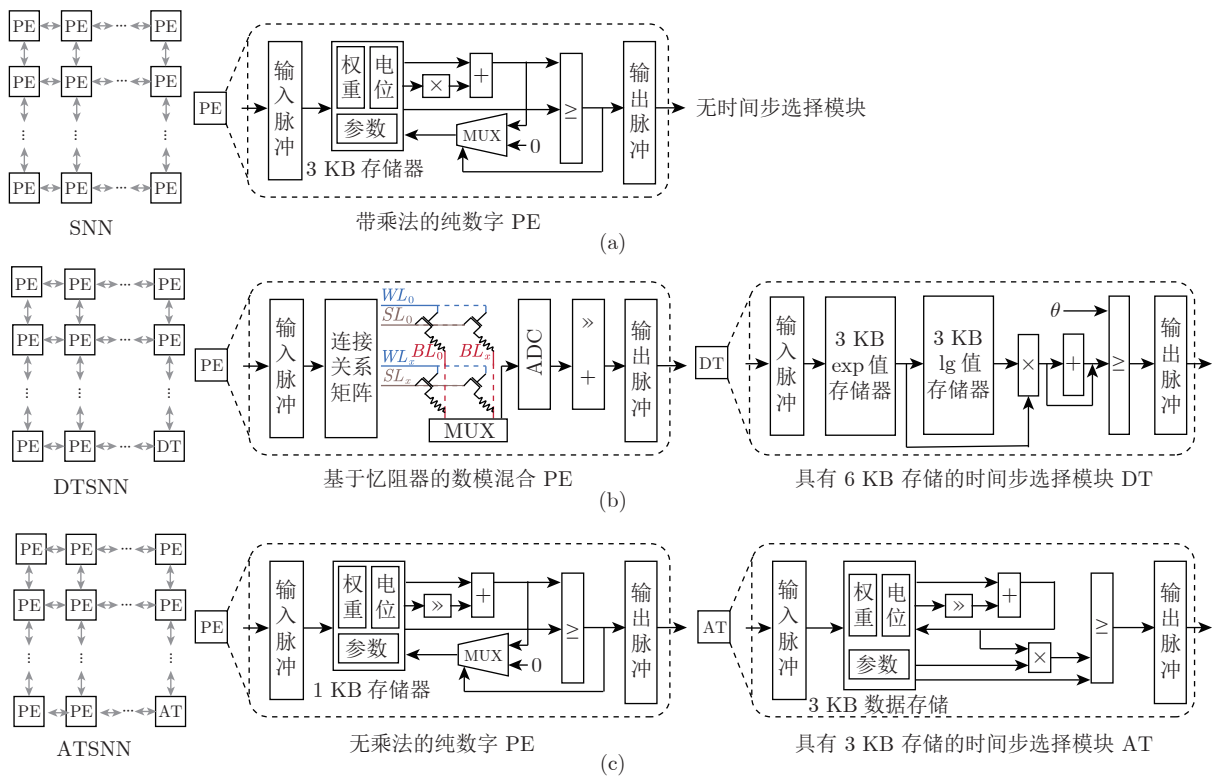 PE PE ... PE
PE PE ... PE
... ... ...
PE PE ... PE
SNN
PE
输入脉冲
权重
电位
参数
3 KB 存储器
×
+
MUX
0
≥
输出脉冲
无时间步选择模块
带乘法的纯数字 PE
(a)
PE PE ... PE
PE PE ... PE
... ... ...
PE PE ... DT
DTSNN
PE
输入脉冲
连接关系矩阵
WL₀
SL₀
BL₀
BLₓ
WLₓ
SLₓ
MUX
ADC
»
+
输出脉冲
基于忆阻器的数模混合 PE
DT
输入脉冲
3 KB
exp 值
存储器
3 KB
lg 值
存储器
θ
×
+
≥
输出脉冲
具有 6 KB 存储的时间步选择模块 DT
(b)
PE PE ... PE
PE PE ... PE
... ... ...
PE PE ... AT
ATSNN
PE
输入脉冲
权重
电位
参数
1 KB 存储器
»
+
MUX
0
≥
输出脉冲
无乘法的纯数字 PE
AT
输入脉冲
权重
电位
参数
3 KB 数据存储
»
+
×
≥
输出脉冲
具有 3 KB 存储的时间步选择模块 AT
(c)